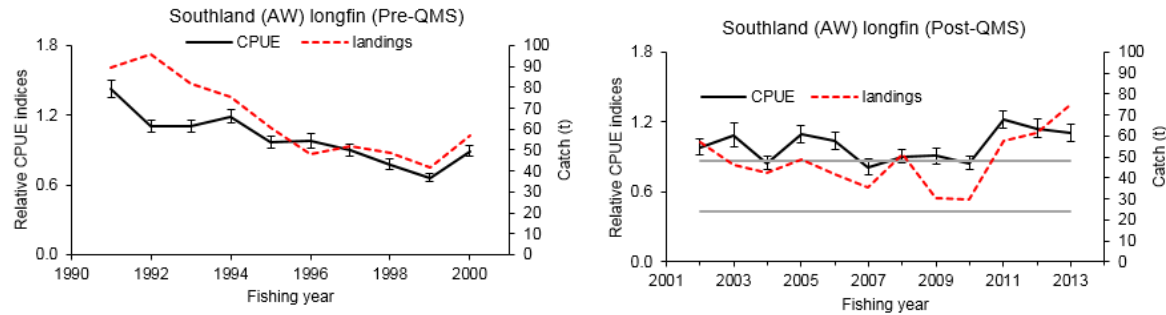 Southland (AW) longfin (Pre-QMS)
CPUE landings
1.8
1.2
0.6
0.0
Relative CPUE indices
100
90
80
70
60
50
40
30
20
10
0
Catch (t)
1990 1992 1994 1996 1998 2000
Fishing year
Southland (AW) longfin (Post-QMS)
CPUE landings
1.8
1.2
0.6
0.0
Relative CPUE indices
100
90
80
70
60
50
40
30
20
10
0
Catch (t)
2001 2003 2005 2007 2009 2011 2013
Fishing year